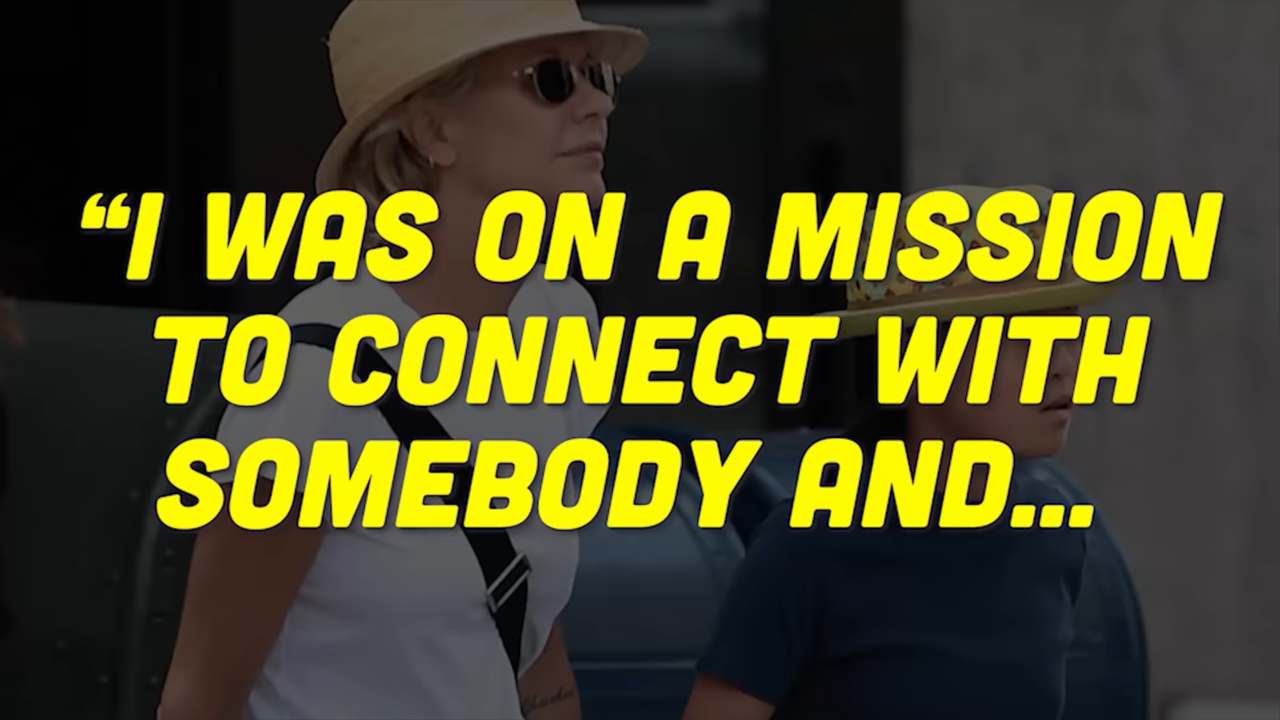 “I WAS ON A MISSION
TO CONNECT WITH
SOMEBODY AND...